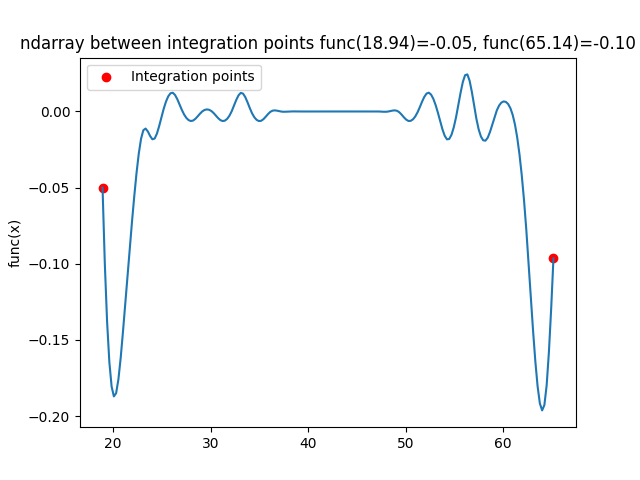 ndarray between integration points func(18.94)=-0.05, func(65.14)=-0.10
Integration points
func(x)
0.00
−0.05
−0.10
−0.15
−0.20
20 30 40 50 60